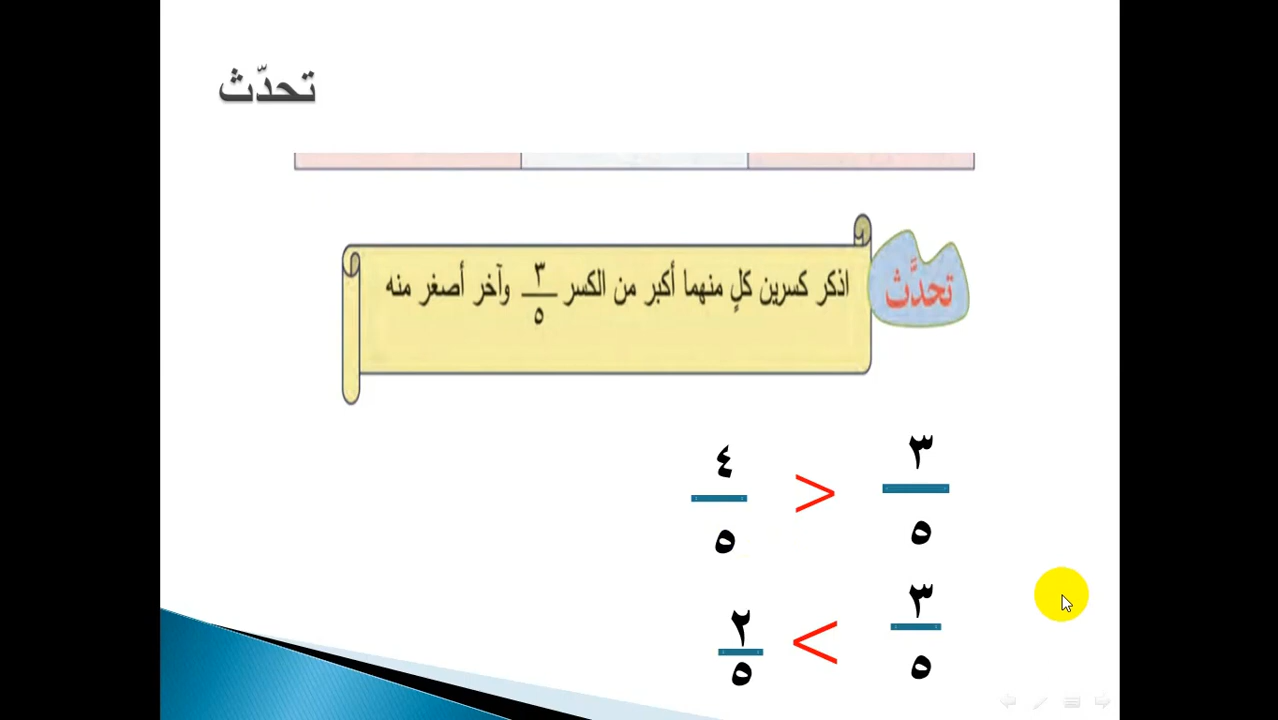 تحدّث
تحدَّث
اذكر كسرين كلٍ منهما أكبر من الكسر ٣/٥ وآخر أصغر منه
٣/٥ > ٤/٥
٣/٥ < ٢/٥